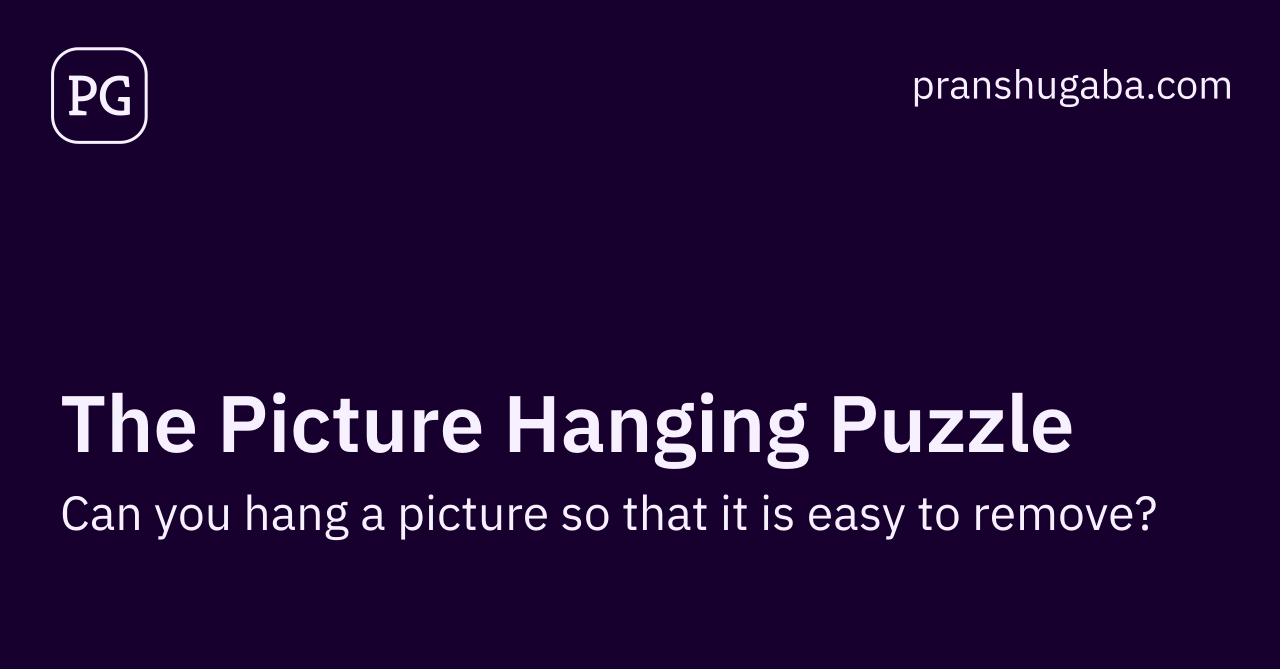 PG
pranshugaba.com
The Picture Hanging Puzzle
Can you hang a picture so that it is easy to remove?